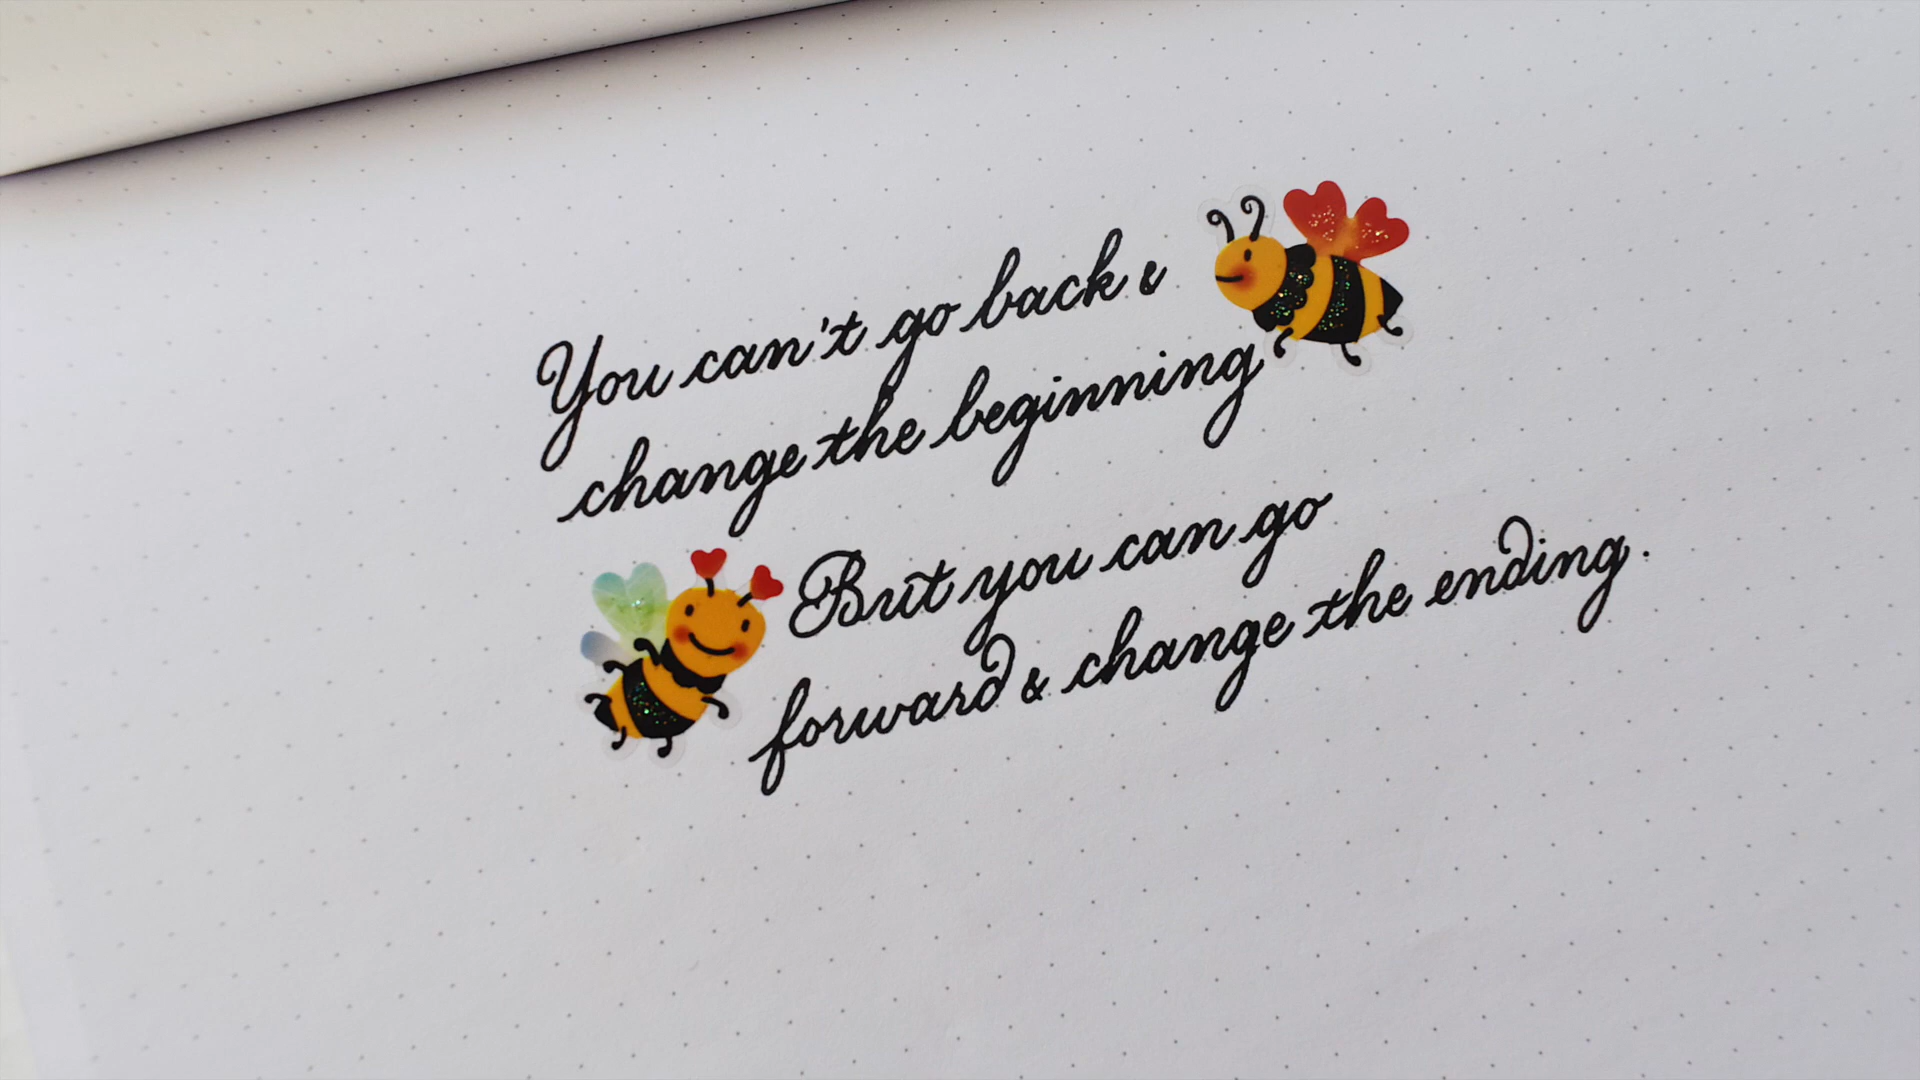 You can't go back &
change the beginning
But you can go
forward & change the ending.